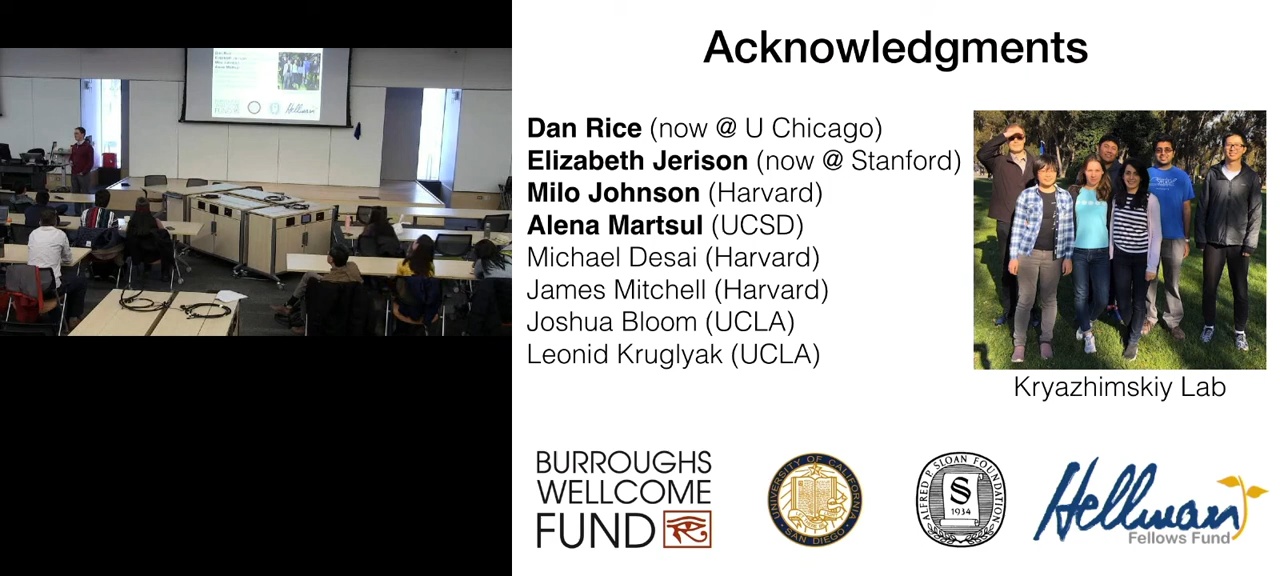 Acknowledgments
Dan Rice (now @ U Chicago)
Elizabeth Jerison (now @ Stanford)
Milo Johnson (Harvard)
Alena Martsul (UCSD)
Michael Desai (Harvard)
James Mitchell (Harvard)
Joshua Bloom (UCLA)
Leonid Kruglyak (UCLA)
Kryazhimskiy Lab
BURROUGHS
WELLCOME
FUND
UNIVERSITY OF CALIFORNIA
SAN DIEGO
ALFRED P. SLOAN FOUNDATION
S
1934
Hellman
Fellows Fund